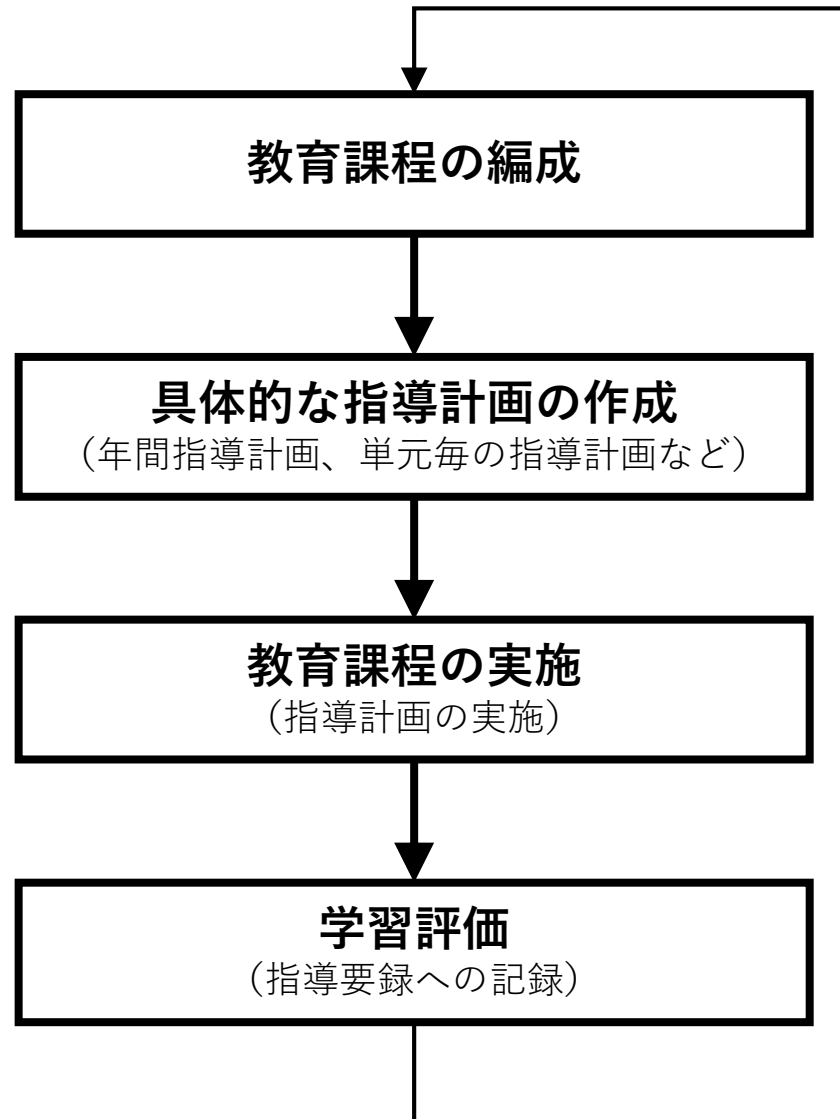 教育課程の編成
具体的な指導計画の作成
（年間指導計画、単元毎の指導計画など）
教育課程の実施
（指導計画の実施）
学習評価
（指導要録への記録）